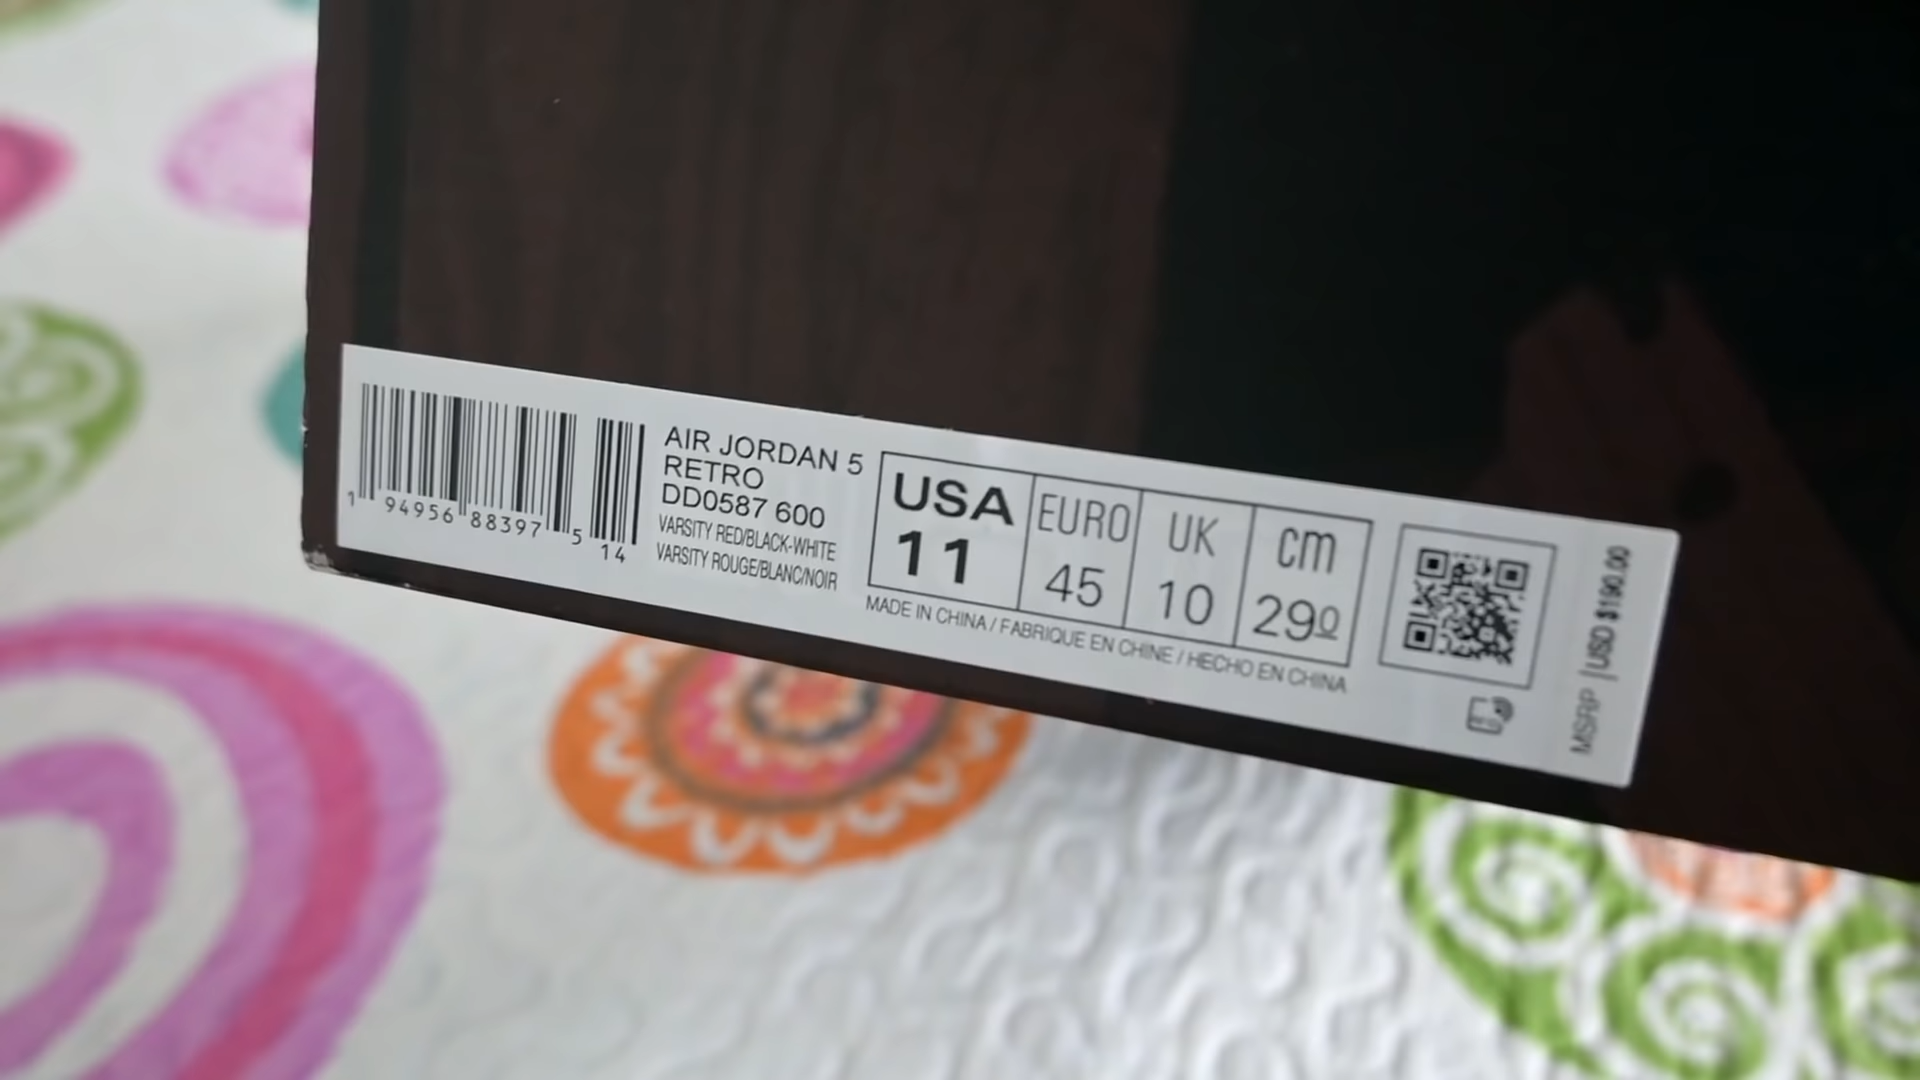 1 94956 88397 5 14
AIR JORDAN 5
RETRO
DD0587 600
VARSITY RED/BLACK-WHITE
VARSITY ROUGE/BLANC/NOIR
USA EURO UK cm
11 45 10 290
MADE IN CHINA / FABRIQUE EN CHINE / HECHO EN CHINA
MSRP | USD $190.00